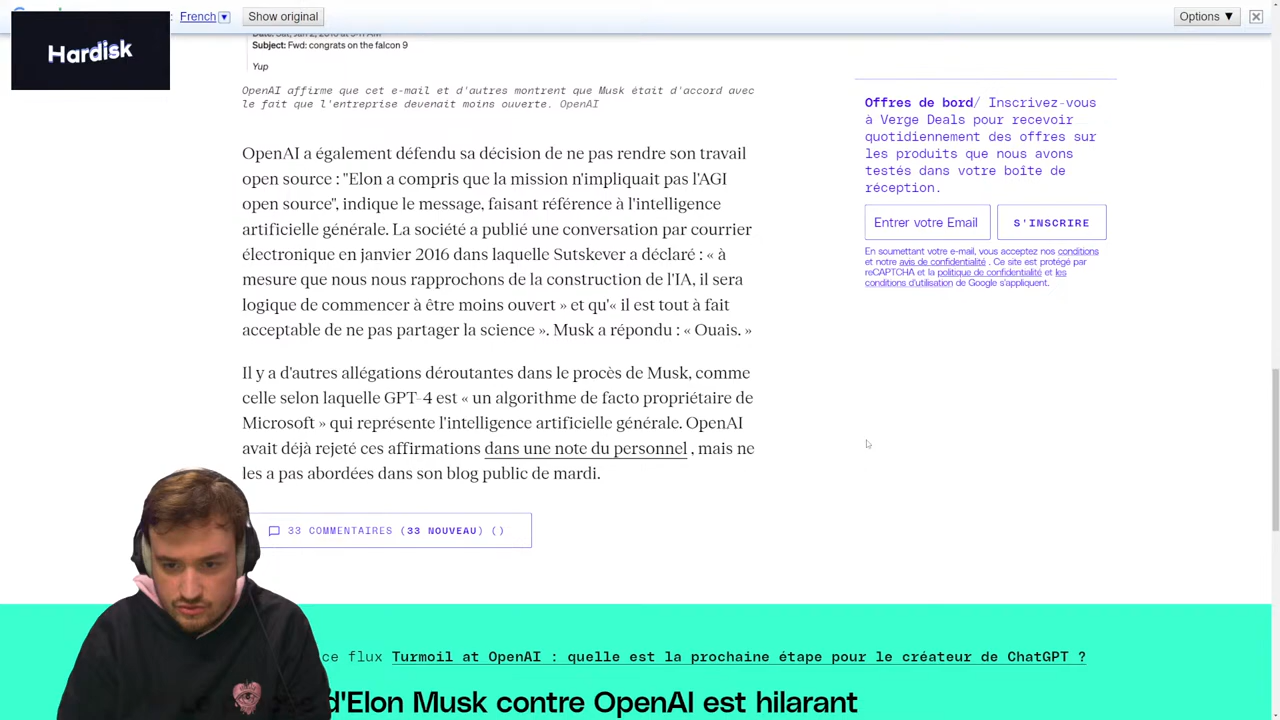 French ▼
Show original
Options ▼
Hardisk
Subject: Fwd: congrats on the falcon 9
Yup
OpenAI affirme que cet e-mail et d'autres montrent que Musk était d'accord avec
le fait que l'entreprise devenait moins ouverte. OpenAI
OpenAI a également défendu sa décision de ne pas rendre son travail
open source : "Elon a compris que la mission n'impliquait pas l'AGI
open source", indique le message, faisant référence à l'intelligence
artificielle générale. La société a publié une conversation par courrier
électronique en janvier 2016 dans laquelle Sutskever a déclaré : « à
mesure que nous nous rapprochons de la construction de l'IA, il sera
logique de commencer à être moins ouvert » et qu'« il est tout à fait
acceptable de ne pas partager la science ». Musk a répondu : « Ouais. »
Il y a d'autres allégations déroutantes dans le procès de Musk, comme
celle selon laquelle GPT-4 est « un algorithme de facto propriétaire de
Microsoft » qui représente l'intelligence artificielle générale. OpenAI
avait déjà rejeté ces affirmations dans une note du personnel , mais ne
les a pas abordées dans son blog public de mardi.
33 COMMENTAIRES (33 NOUVEAU) ()
Offres de bord/ Inscrivez-vous
à Verge Deals pour recevoir
quotidiennement des offres sur
les produits que nous avons
testés dans votre boîte de
réception.
Entrer votre Email
S'INSCRIRE
En soumettant votre e-mail, vous acceptez nos conditions
et notre avis de confidentialité . Ce site est protégé par
reCAPTCHA et la politique de confidentialité et les
conditions d'utilisation de Google s'appliquent.
ce flux Turmoil at OpenAI : quelle est la prochaine étape pour le créateur de ChatGPT ?
d'Elon Musk contre OpenAI est hilarant